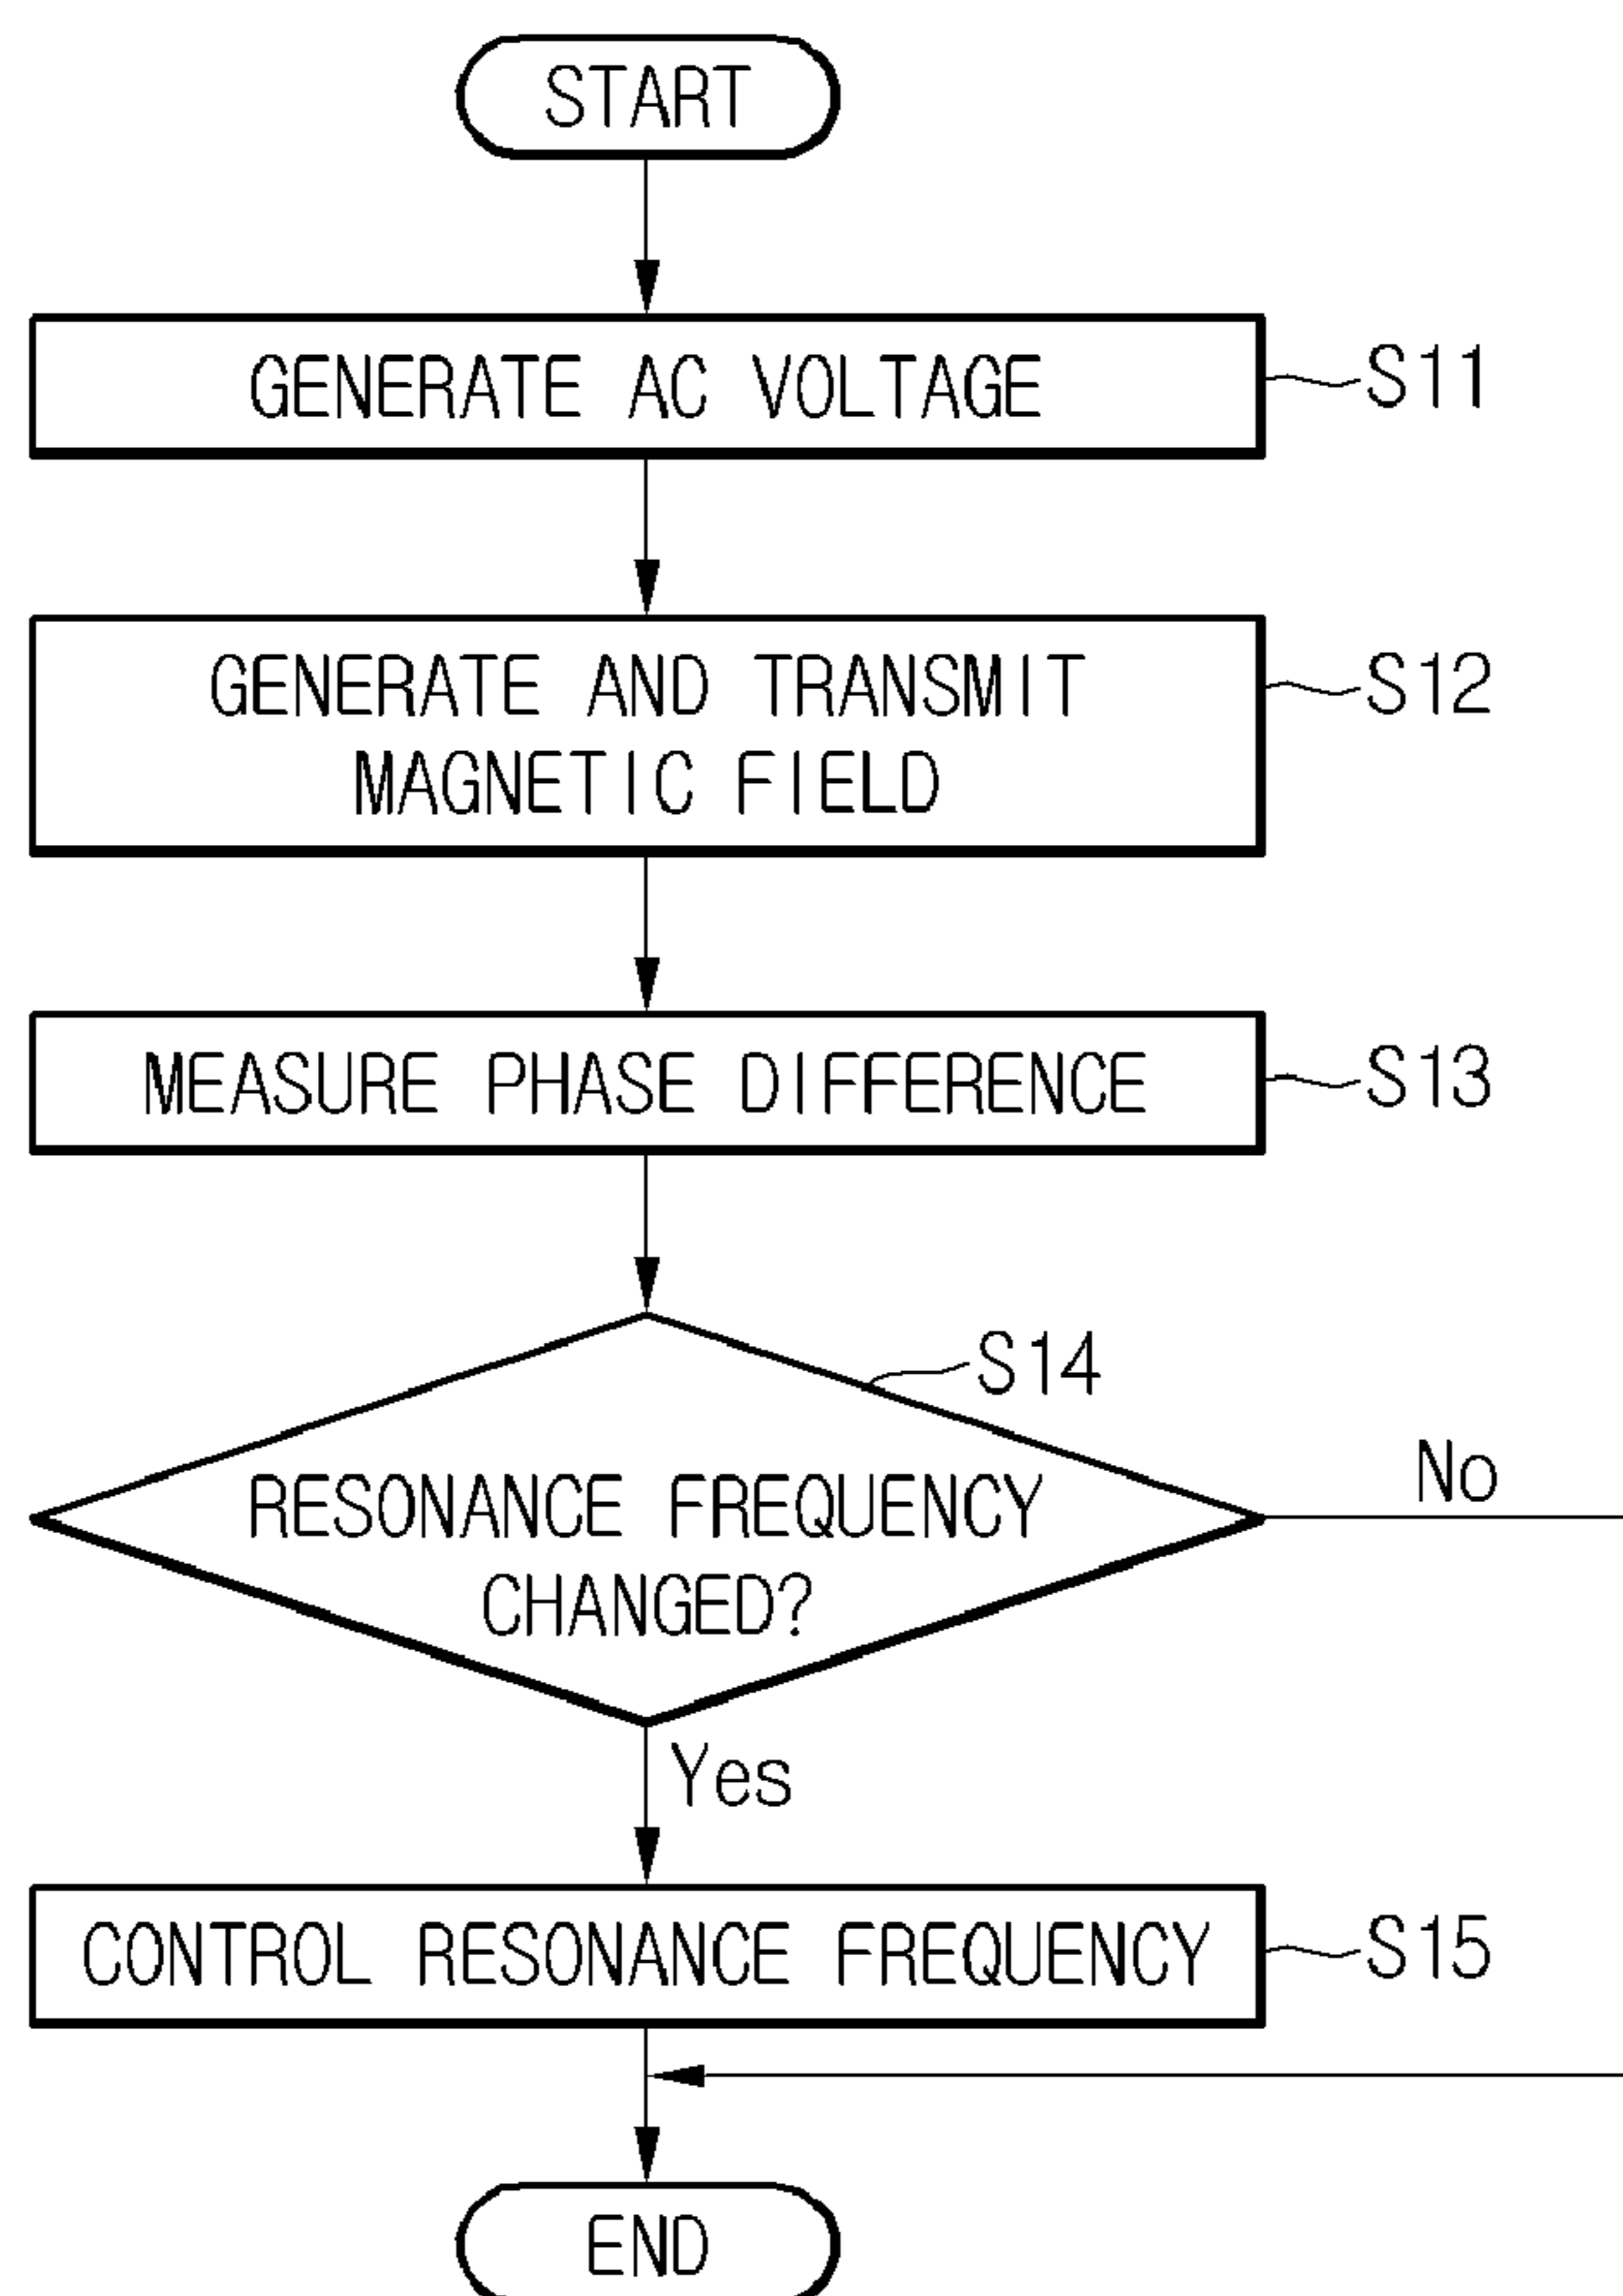 START
GENERATE AC VOLTAGE
S11
GENERATE AND TRANSMIT
MAGNETIC FIELD
S12
MEASURE PHASE DIFFERENCE
S13
S14
RESONANCE FREQUENCY
CHANGED?
No
Yes
CONTROL RESONANCE FREQUENCY
S15
END